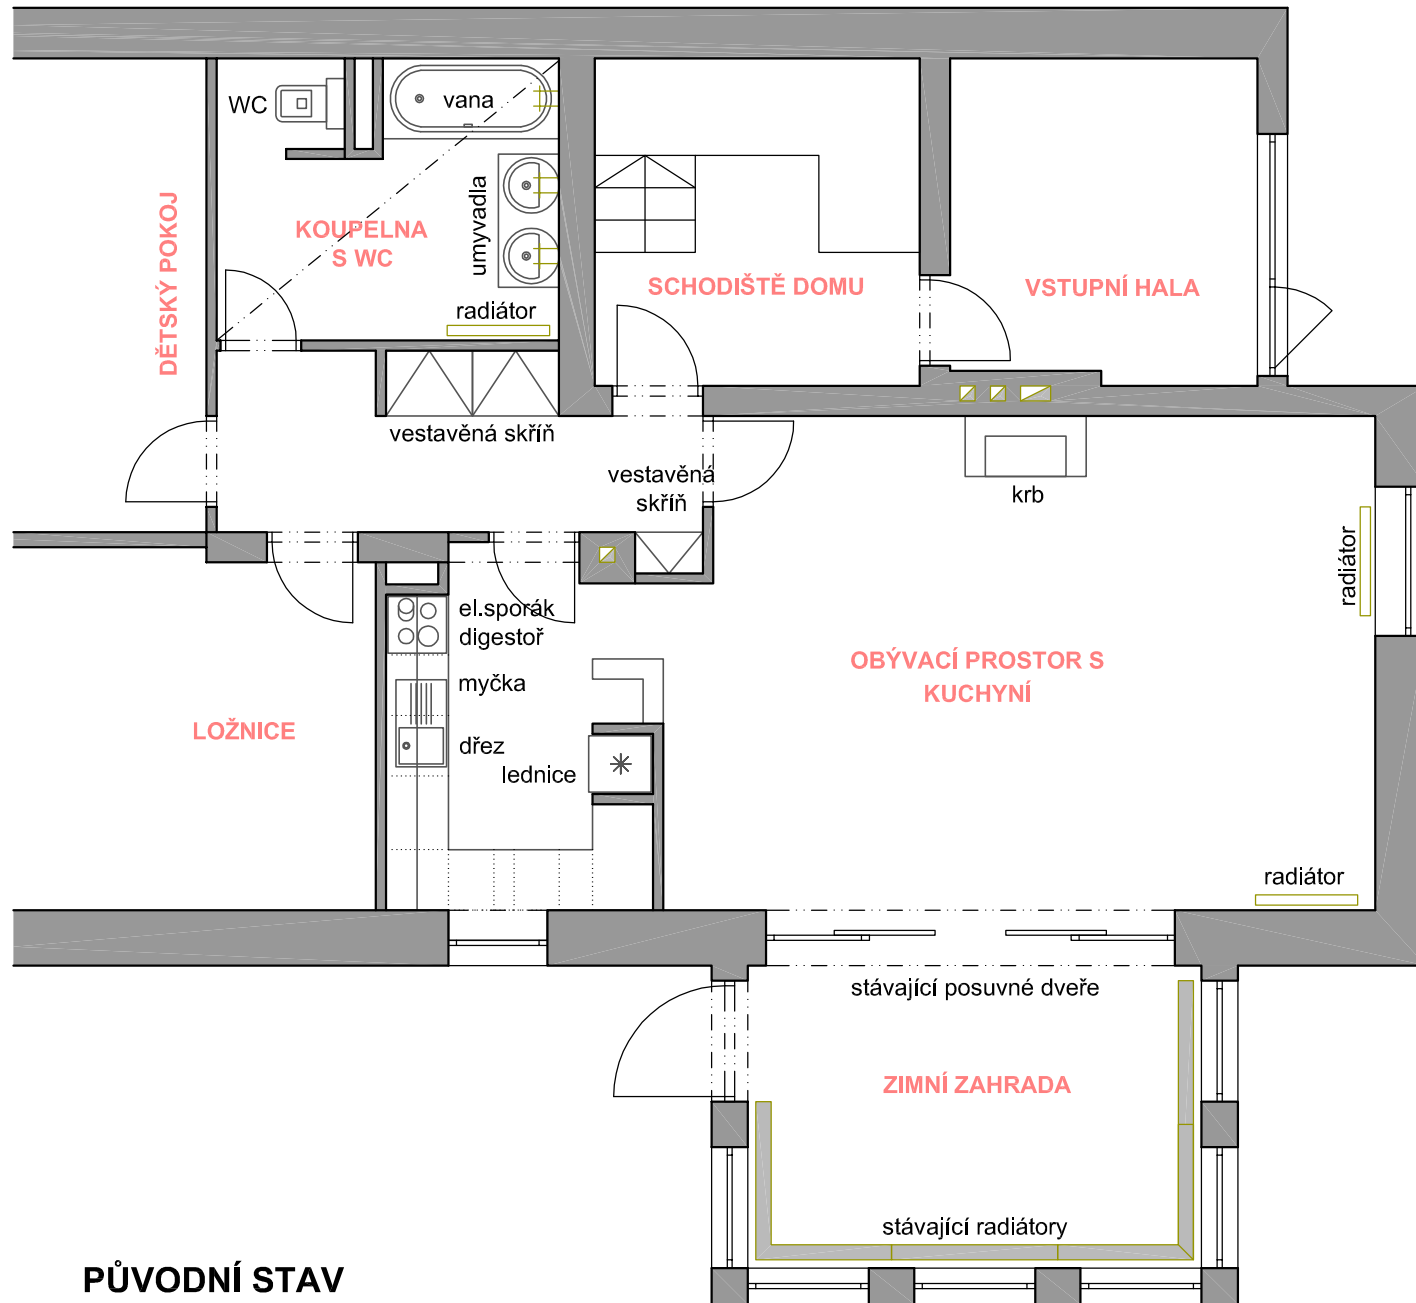 WC
vana
umyvadla
KOUPELNA
S WC
radiátor
DĚTSKÝ POKOJ
SCHODIŠTĚ DOMU
VSTUPNÍ HALA
vestavěná skříň
vestavěná
skříň
krb
radiátor
el.sporák
digestoř
myčka
dřez
lednice
LOŽNICE
OBÝVACÍ PROSTOR S
KUCHYNÍ
radiátor
stávající posuvné dveře
ZIMNÍ ZAHRADA
stávající radiátory
PŮVODNÍ STAV